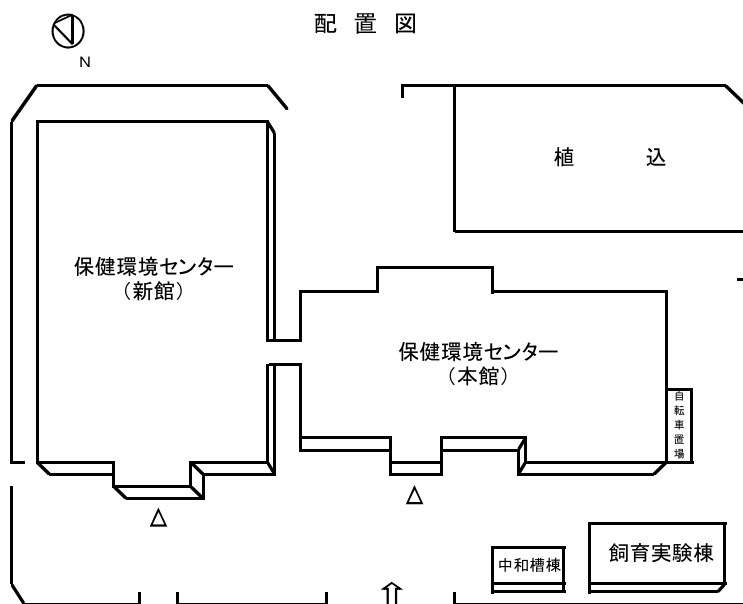 配 置 図
N
植 込
保健環境センター
（新館）
保健環境センター
（本館）
自転車置場
飼育実験棟
中和槽棟